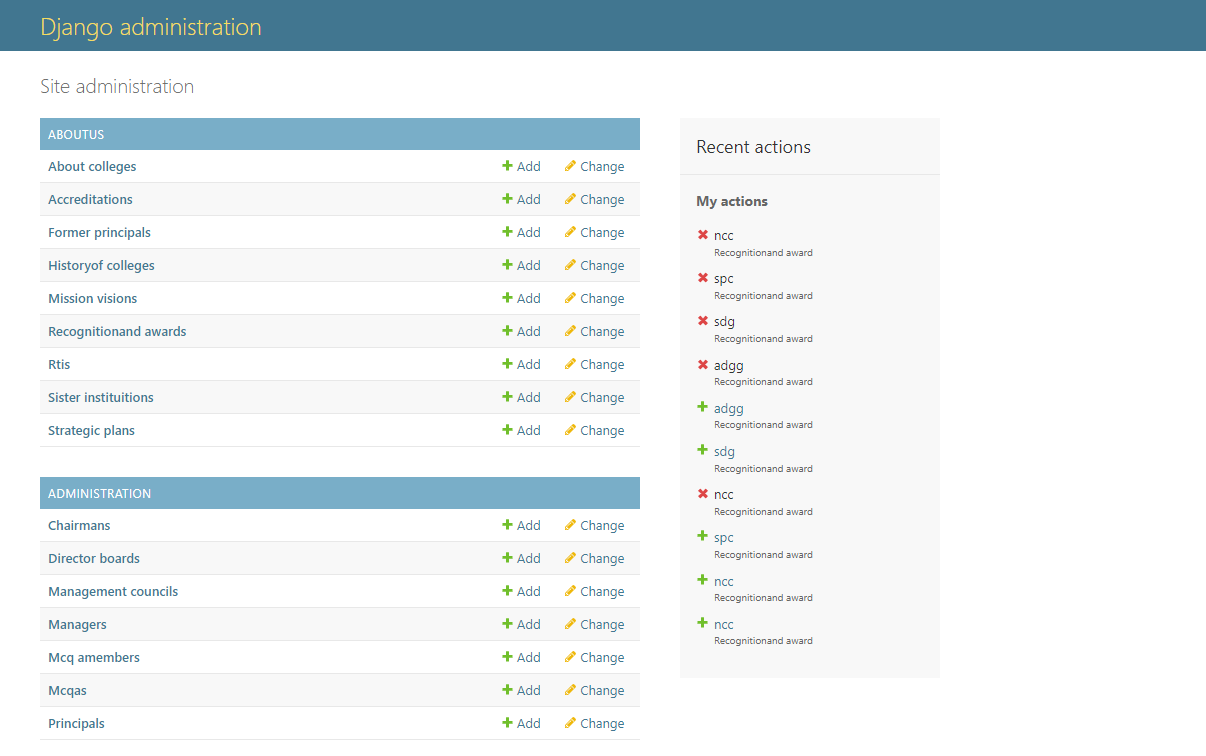 Django administration
Site administration
ABOUTUS
About colleges Add Change
Accreditations Add Change
Former principals Add Change
Historyof colleges Add Change
Mission visions Add Change
Recognitionand awards Add Change
Rtis Add Change
Sister instituitions Add Change
Strategic plans Add Change
ADMINISTRATION
Chairmans Add Change
Director boards Add Change
Management councils Add Change
Managers Add Change
Mcq amembers Add Change
Mcqas Add Change
Principals Add Change
Recent actions
My actions
ncc
Recognitionand award
spc
Recognitionand award
sdg
Recognitionand award
adgg
Recognitionand award
adgg
Recognitionand award
sdg
Recognitionand award
ncc
Recognitionand award
spc
Recognitionand award
ncc
Recognitionand award
ncc
Recognitionand award